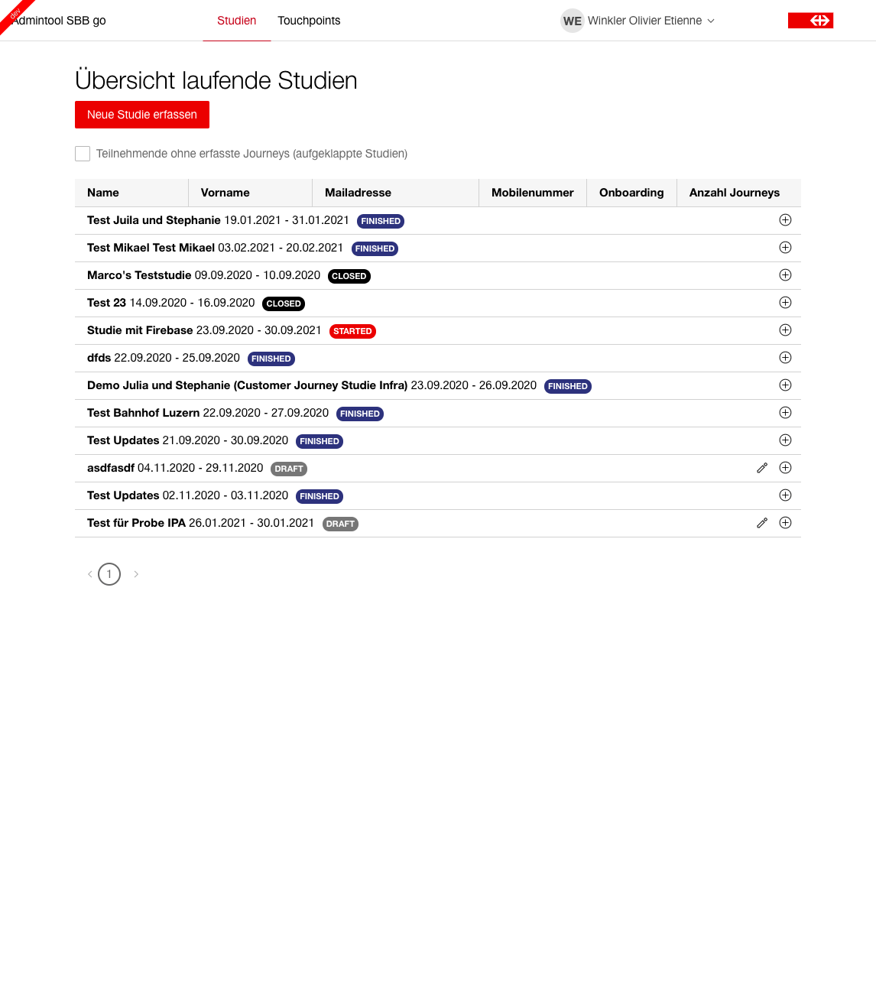 dev
Admintool SBB go
Studien
Touchpoints
WE Winkler Olivier Etienne
Übersicht laufende Studien
Neue Studie erfassen
Teilnehmende ohne erfasste Journeys (aufgeklappte Studien)
Name Vorname Mailadresse Mobilenummer Onboarding Anzahl Journeys
Test Juila und Stephanie 19.01.2021 - 31.01.2021 FINISHED
Test Mikael Test Mikael 03.02.2021 - 20.02.2021 FINISHED
Marco's Teststudie 09.09.2020 - 10.09.2020 CLOSED
Test 23 14.09.2020 - 16.09.2020 CLOSED
Studie mit Firebase 23.09.2020 - 30.09.2021 STARTED
dfds 22.09.2020 - 25.09.2020 FINISHED
Demo Julia und Stephanie (Customer Journey Studie Infra) 23.09.2020 - 26.09.2020 FINISHED
Test Bahnhof Luzern 22.09.2020 - 27.09.2020 FINISHED
Test Updates 21.09.2020 - 30.09.2020 FINISHED
asdfasdf 04.11.2020 - 29.11.2020 DRAFT
Test Updates 02.11.2020 - 03.11.2020 FINISHED
Test für Probe IPA 26.01.2021 - 30.01.2021 DRAFT
1